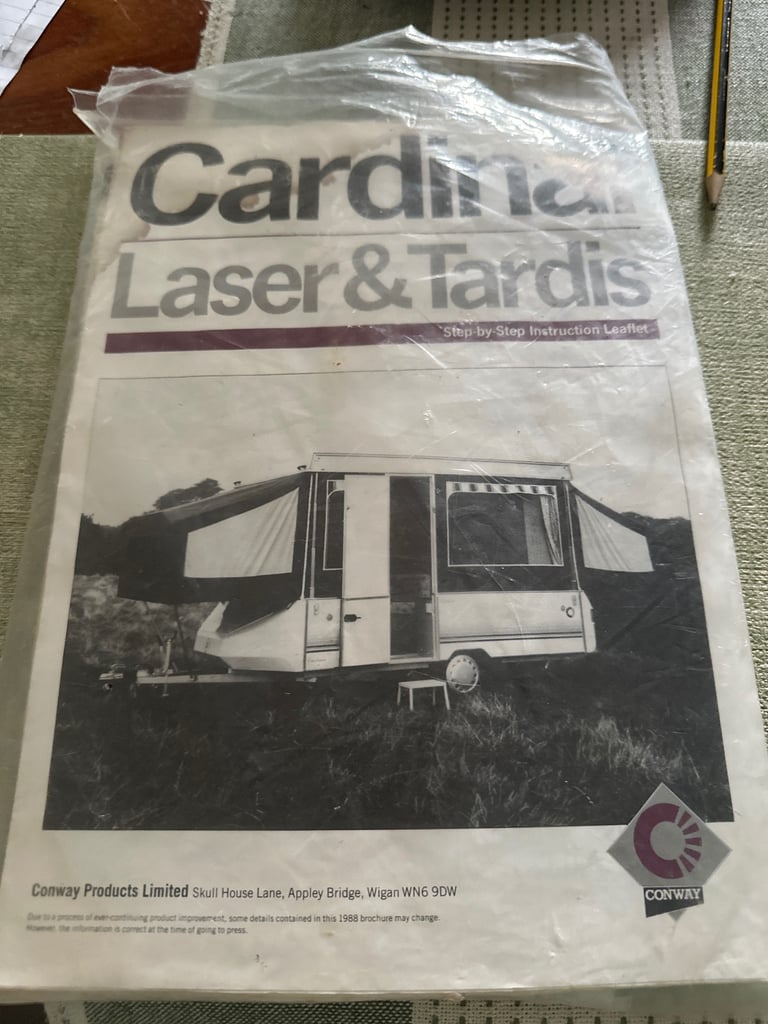 Cardinal
Laser & Tardis
Step-by-Step Instruction Leaflet
Conway Products Limited Skull House Lane, Appley Bridge, Wigan WN6 9DW
Due to a process of ever-continuing product improvement, some details contained in this 1988 brochure may change.
However, the information is correct at the time of going to press.
CONWAY